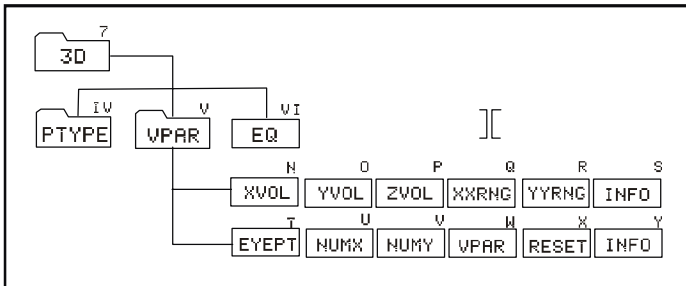 7
3D
IV V VI
PTYPE VPAR EQ
][
N O P Q R S
XVOL YVOL ZVOL XXRNG YYRNG INFO
T U V W X Y
EYEPT NUMX NUMY VPAR RESET INFO